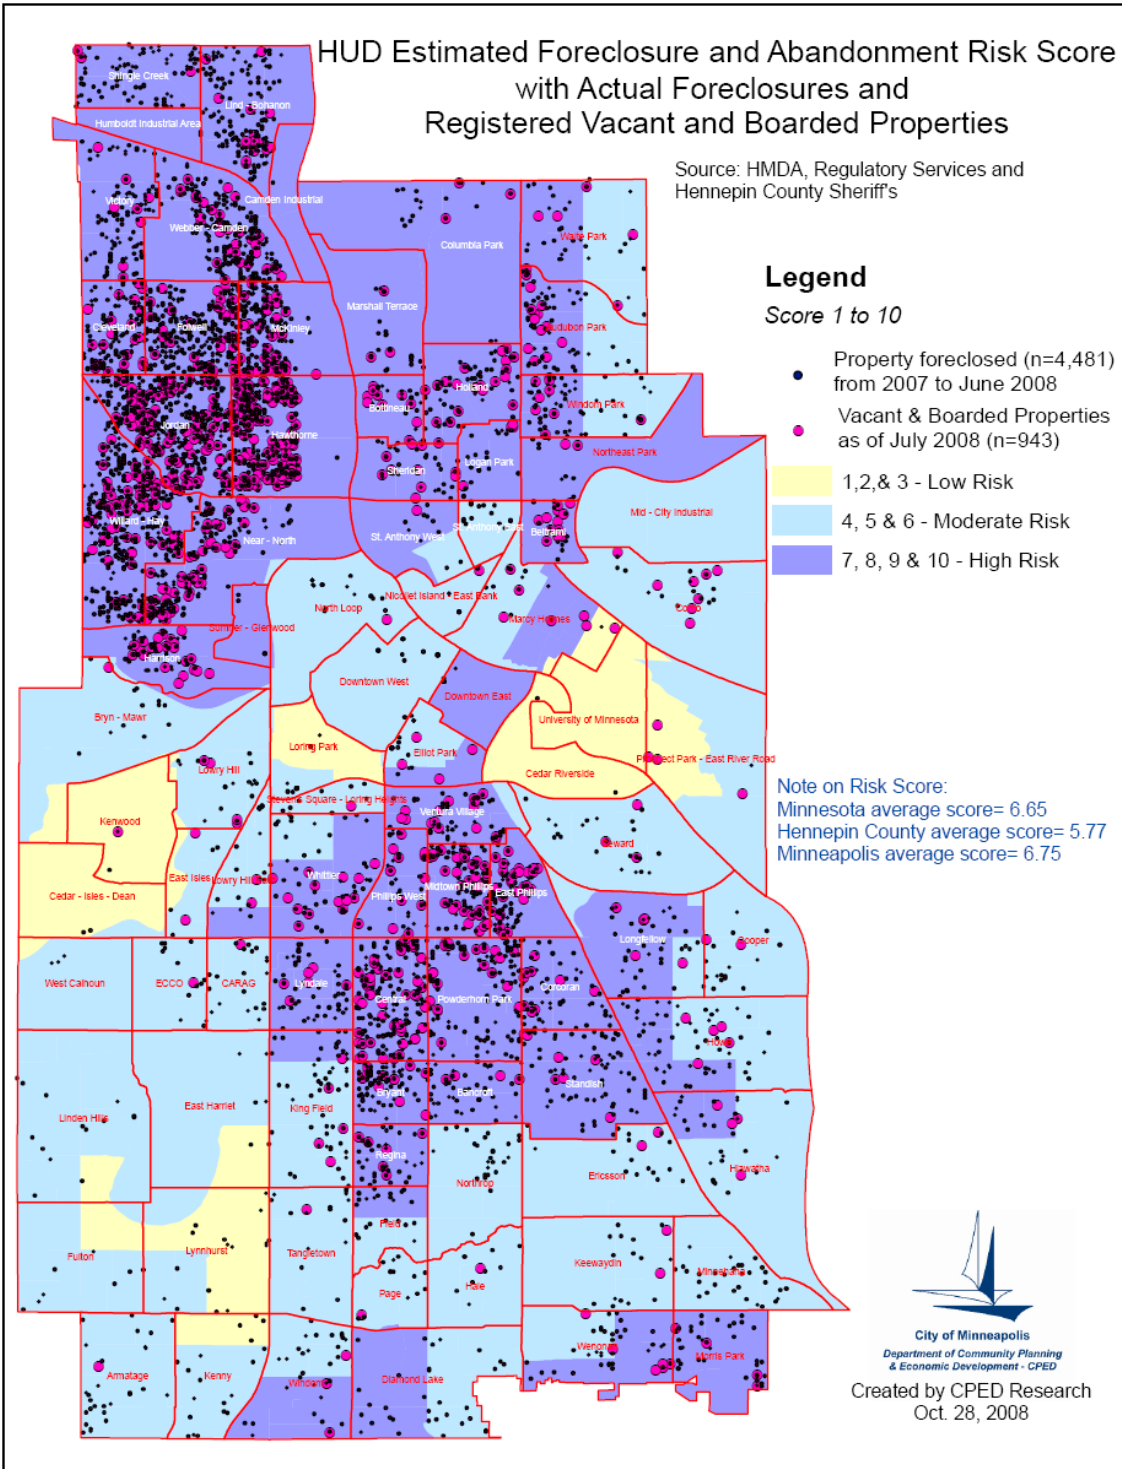 HUD Estimated Foreclosure and Abandonment Risk Score
with Actual Foreclosures and
Registered Vacant and Boarded Properties
Source: HMDA, Regulatory Services and
Hennepin County Sheriff's
Legend
Score 1 to 10
Property foreclosed (n=4,481)
from 2007 to June 2008
Vacant & Boarded Properties
as of July 2008 (n=943)
1,2,& 3 - Low Risk
4, 5 & 6 - Moderate Risk
7, 8, 9 & 10 - High Risk
Note on Risk Score:
Minnesota average score= 6.65
Hennepin County average score= 5.77
Minneapolis average score= 6.75
Shingle Creek
Lind - Bohanon
Humboldt Industrial Area
Camden Industrial
Victory
Webber - Camden
Columbia Park
Waite Park
Marshall Terrace
Cleveland
Folwell
McKinley
Audubon Park
Holland
Bottineau
Windom Park
Jordan
Hawthorne
Northeast Park
Sheridan
Logan Park
Mid - City Industrial
Willard - Hay
Near - North
St. Anthony West
St. Anthony East
Beltrami
North Loop
Nicollet Island - East Bank
Marcy Holmes
Como
Sumner - Glenwood
Harrison
Downtown West
Downtown East
Bryn - Mawr
University of Minnesota
Loring Park
Elliot Park
Prospect Park - East River Road
Lowry Hill
Cedar Riverside
Stevens Square - Loring Heights
Ventura Village
Kenwood
Seward
East Isles
Lowry Hill
Whittier
Phillips West
Midtown Phillips
East Phillips
Cedar - Isles - Dean
Longfellow
Cooper
West Calhoun
ECCO
CARAG
Lyndale
Central
Powderhorn Park
Corcoran
Howe
Standish
Bryant
Bancroft
Linden Hills
East Harriet
King Field
Regina
Northrop
Ericsson
Hiawatha
Field
Fulton
Lynnhurst
Tangletown
Page
Hale
Keewaydin
Minnehaha
Wenonah
Morris Park
Armatage
Kenny
Windom
Diamond Lake
City of Minneapolis
Department of Community Planning
& Economic Development - CPED
Created by CPED Research
Oct. 28, 2008